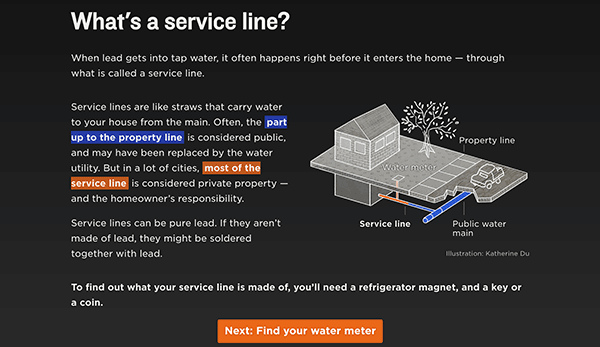 What's a service line?
When lead gets into tap water, it often happens right before it enters the home — through
what is called a service line.
Service lines are like straws that carry water
to your house from the main. Often, the part
up to the property line is considered public,
and may have been replaced by the water
utility. But in a lot of cities, most of the
service line is considered private property —
and the homeowner's responsibility.
Service lines can be pure lead. If they aren't
made of lead, they might be soldered
together with lead.
Property line
Water meter
Service line
Public water
main
Illustration: Katherine Du
To find out what your service line is made of, you'll need a refrigerator magnet, and a key or
a coin.
Next: Find your water meter